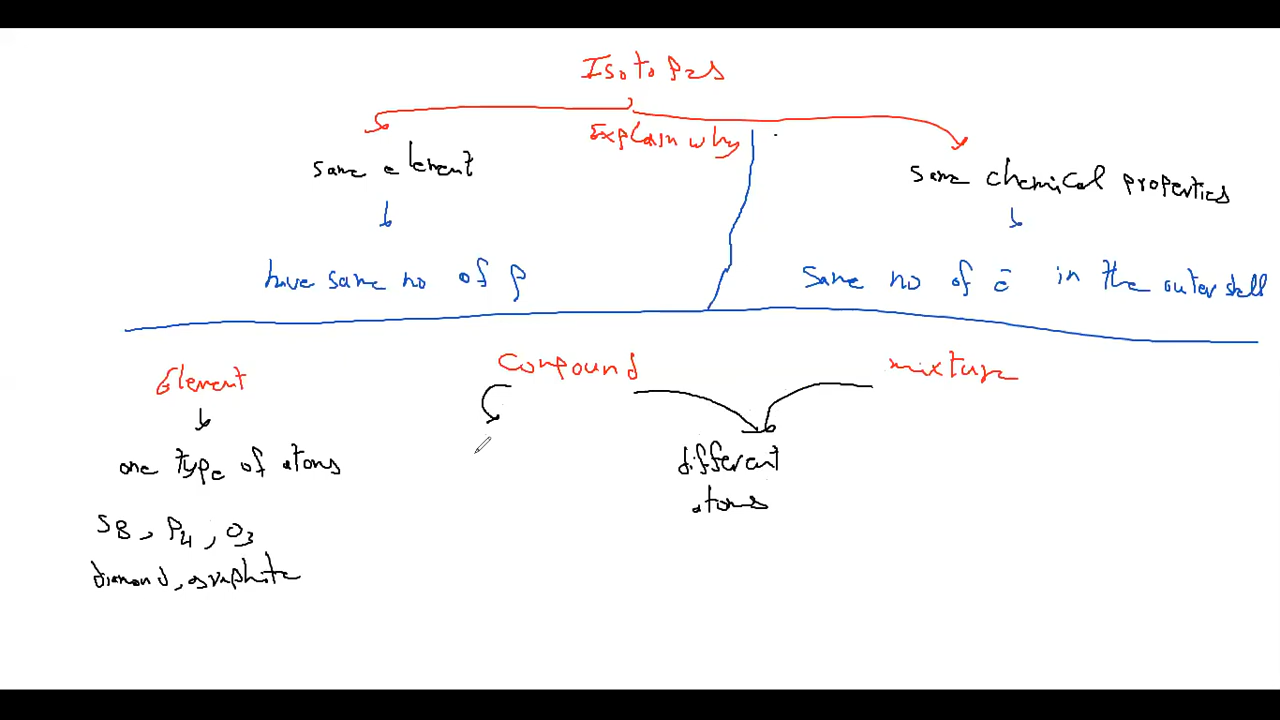 Isotopes
Explain why
same element
same chemical properties
have same no of p
same no of ē in the outer shell
Element
Compound
mixture
one type of atoms
different
atoms
S8, P4, O3
diamond, graphite